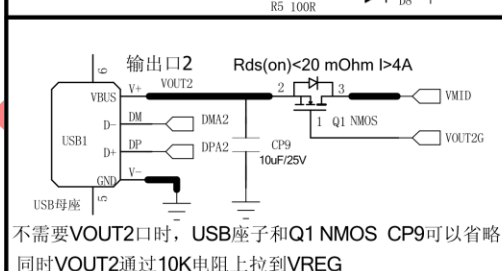 R5 100R
D8
输出口2
Rds(on)<20 mOhm I>4A
6
VBUS
V+
VOUT2
2
3
VMID
D-
DM
DMA2
1
Q1 NMOS
USB1
D+
DP
DPA2
CP9
10uF/25V
VOUT2G
GND
V-
USB母座
5
不需要VOUT2口时，USB座子和Q1 NMOS CP9可以省略
同时VOUT2通过10K电阻上拉到VREG